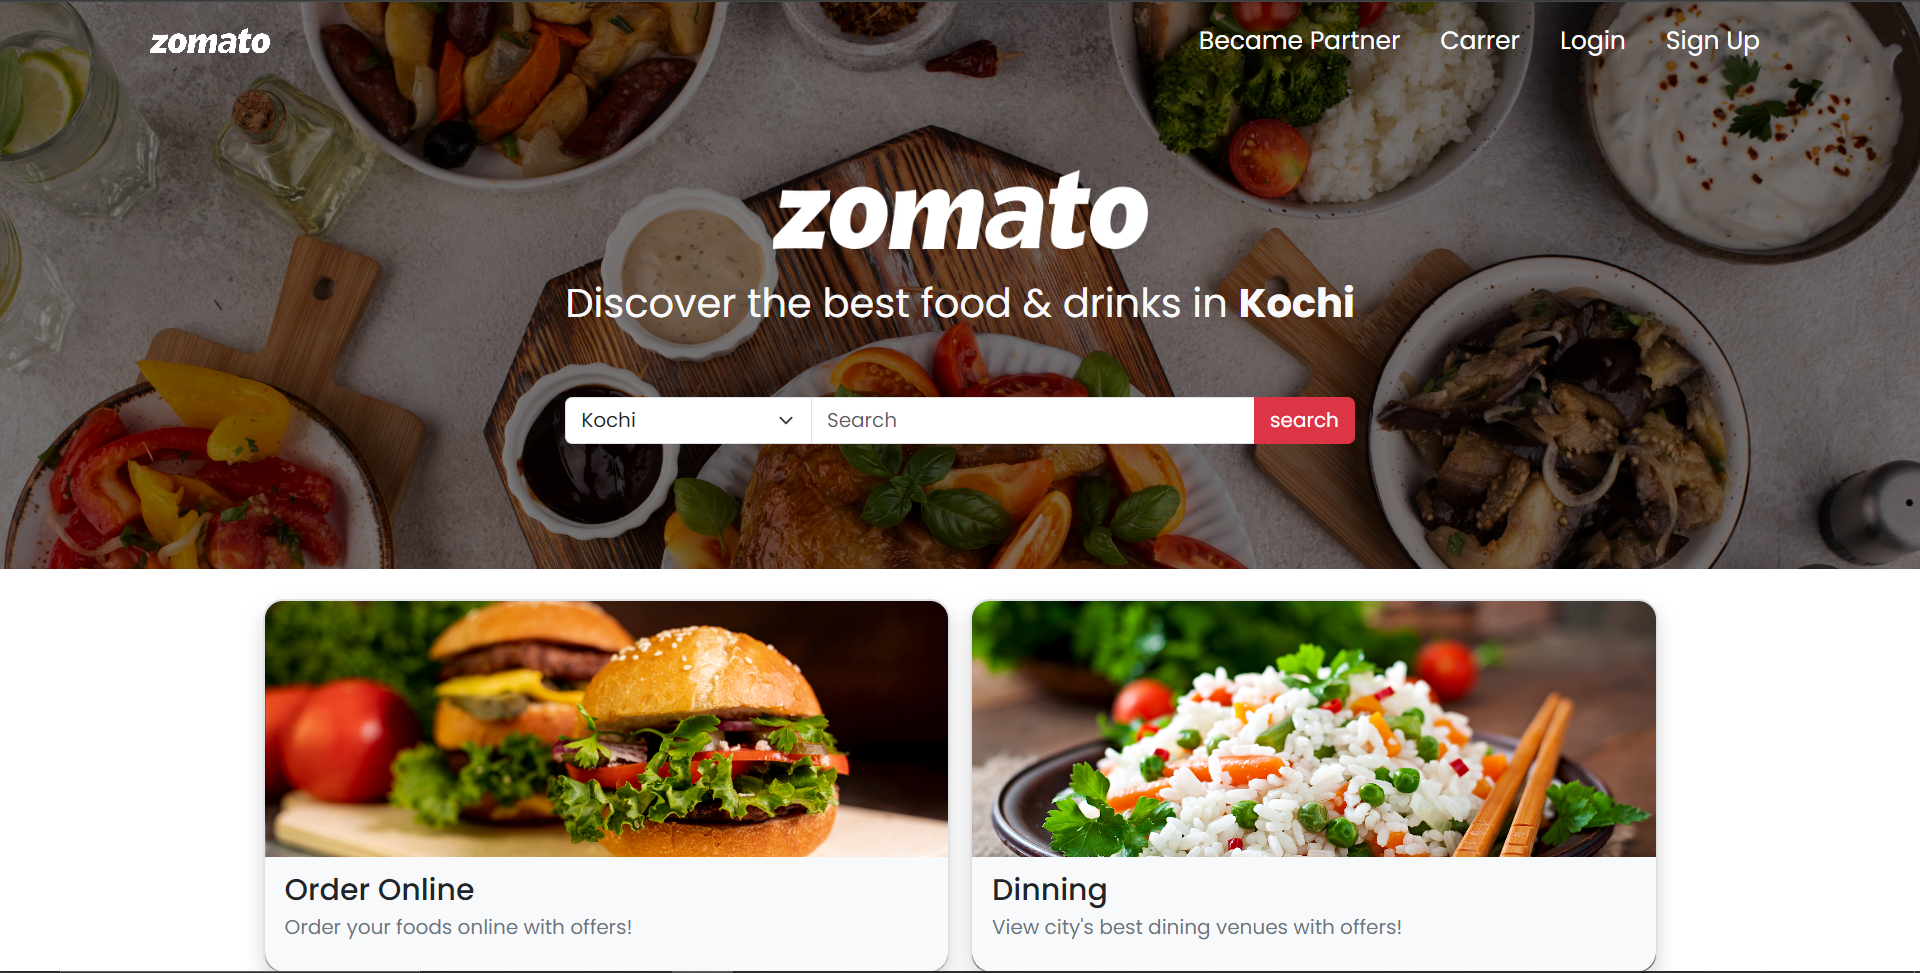 zomato
Became Partner Carrer Login Sign Up
zomato
Discover the best food & drinks in Kochi
Kochi Search search
Order Online
Order your foods online with offers!
Dinning
View city's best dining venues with offers!